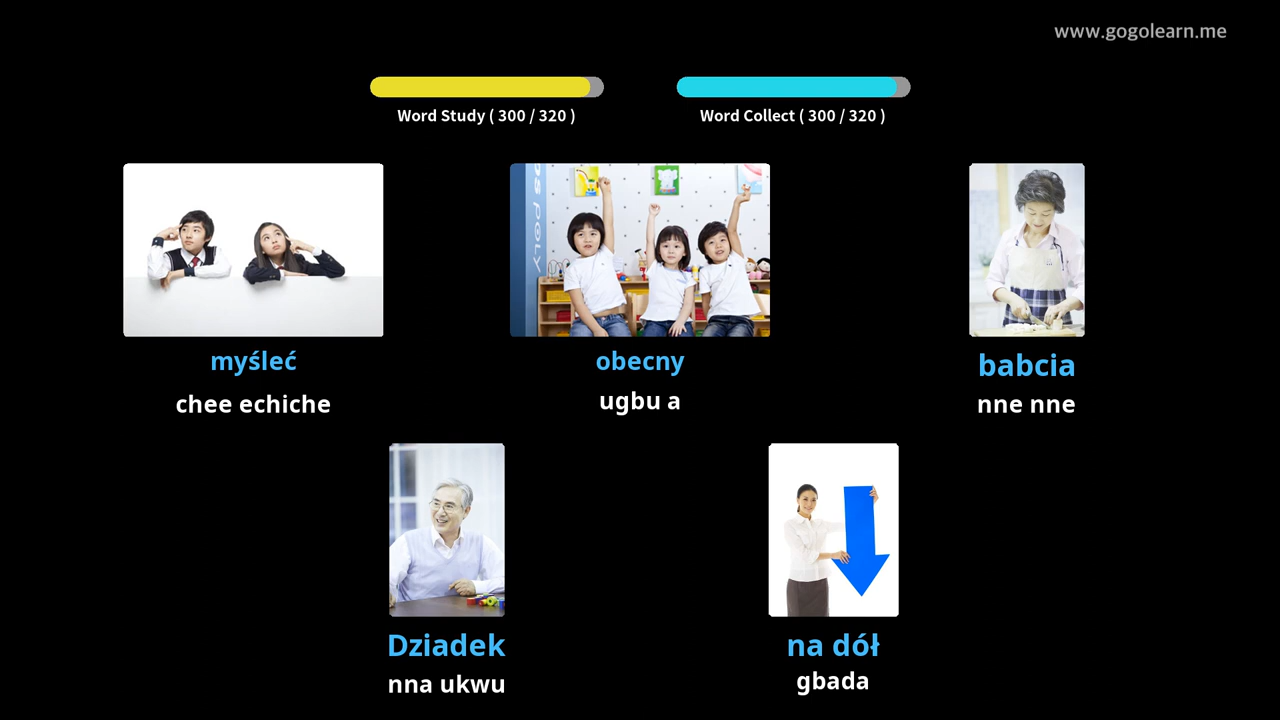 www.gogolearn.me
Word Study ( 300 / 320 )
Word Collect ( 300 / 320 )
myśleć
chee echiche
obecny
ugbu a
babcia
nne nne
Dziadek
nna ukwu
na dół
gbada